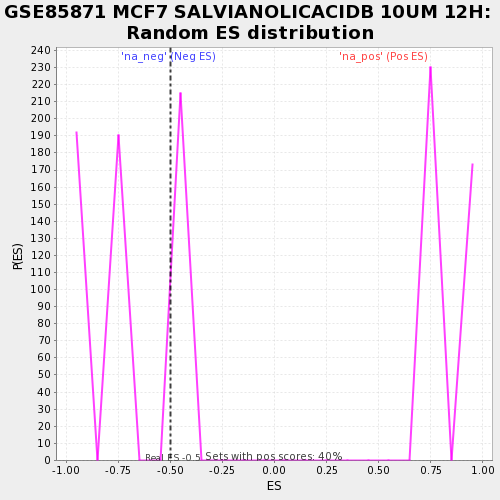 GSE85871 MCF7 SALVIANOLICACIDB 10UM 12H:
Random ES distribution
'na_neg' (Neg ES)
'na_pos' (Pos ES)
240
230
220
210
200
190
180
170
160
150
140
130
120
110
100
90
80
70
60
50
40
30
20
10
0
P(ES)
Real ES -0.5
Sets with pos scores: 40%
-1.00 -0.75 -0.50 -0.25 0.00 0.25 0.50 0.75 1.00
ES